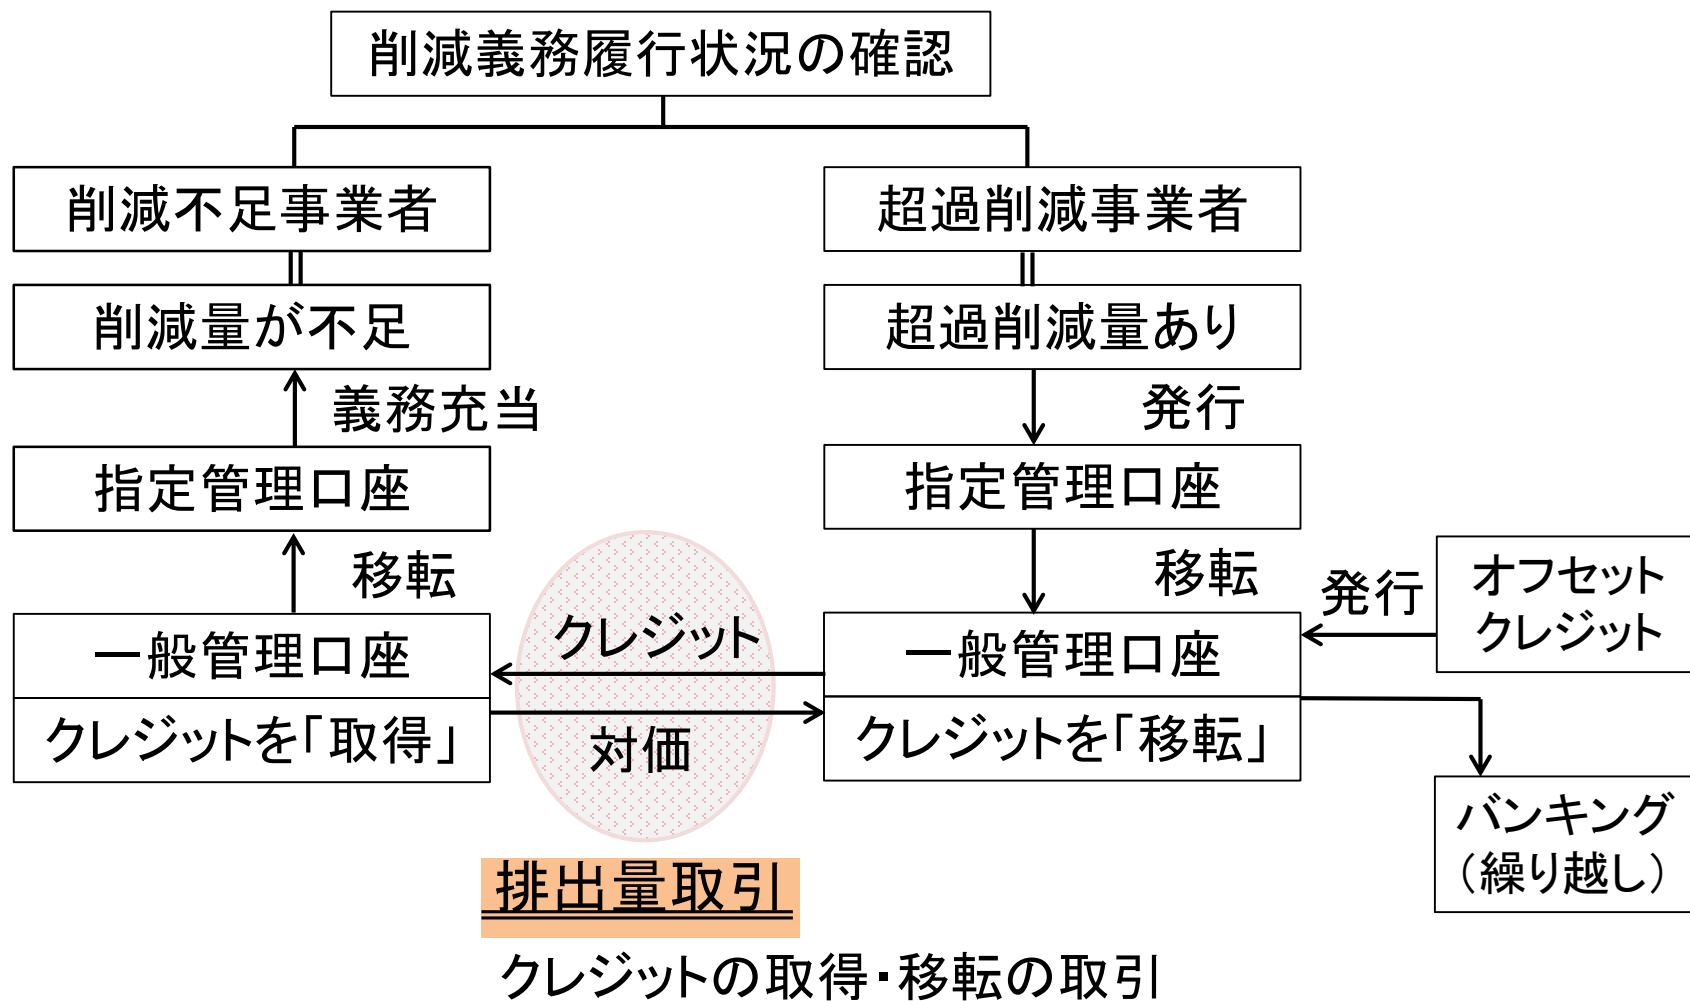 削減義務履行状況の確認
削減不足事業者
超過削減事業者
削減量が不足
超過削減量あり
義務充当
発行
指定管理口座
指定管理口座
移転
移転
発行
オフセット
クレジット
一般管理口座
クレジット
一般管理口座
クレジットを「取得」
対価
クレジットを「移転」
バンキング
（繰り越し）
排出量取引
クレジットの取得・移転の取引